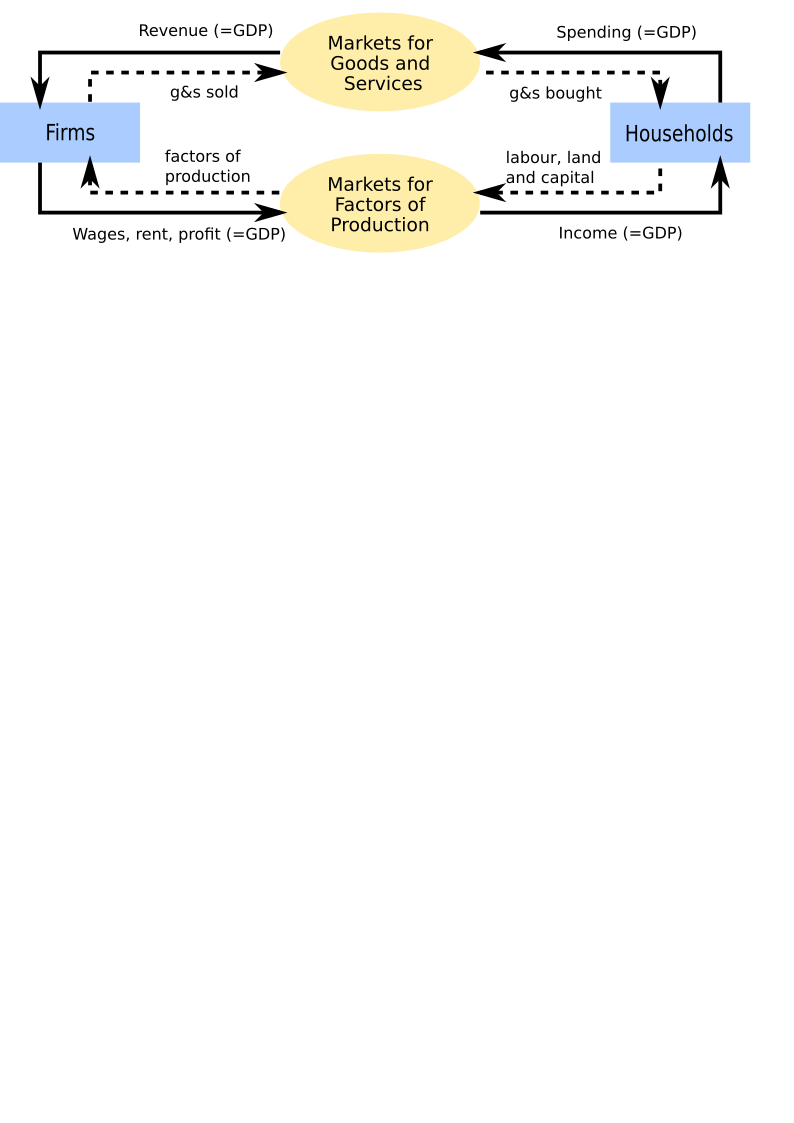 Revenue (=GDP)
Markets for
Goods and
Services
Spending (=GDP)
g&s sold
g&s bought
Firms
Households
factors of
production
Markets for
Factors of
Production
labour, land
and capital
Wages, rent, profit (=GDP)
Income (=GDP)